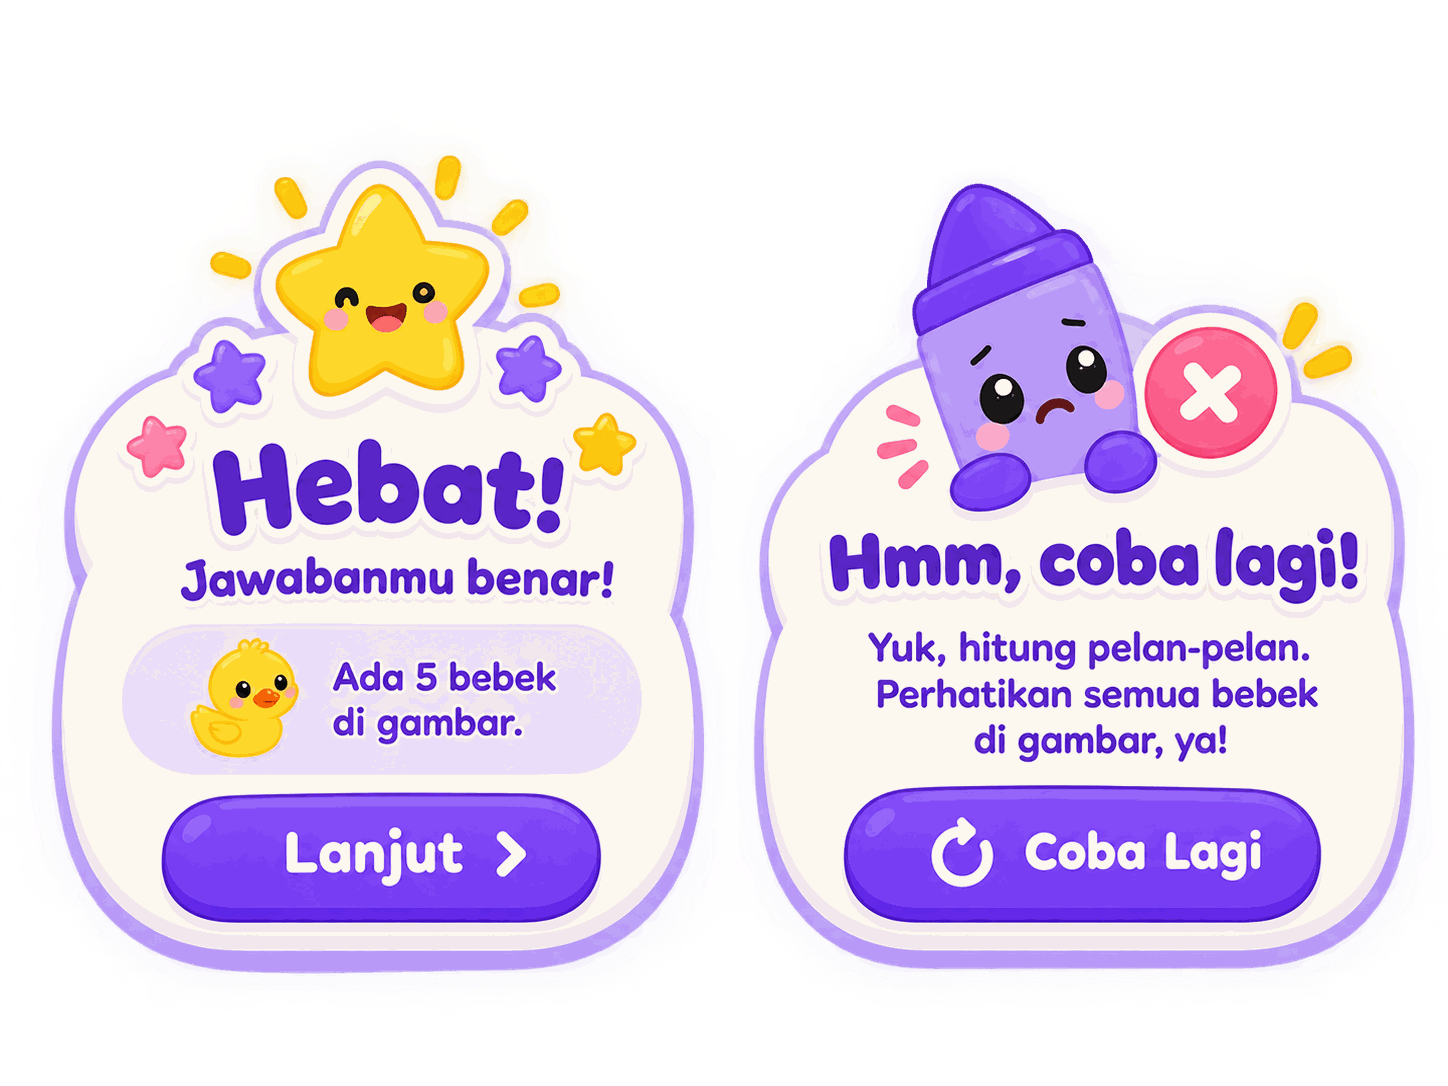 Hebat!
Jawabanmu benar!
Ada 5 bebek
di gambar.
Lanjut
Hmm, coba lagi!
Yuk, hitung pelan-pelan.
Perhatikan semua bebek
di gambar, ya!
Coba Lagi